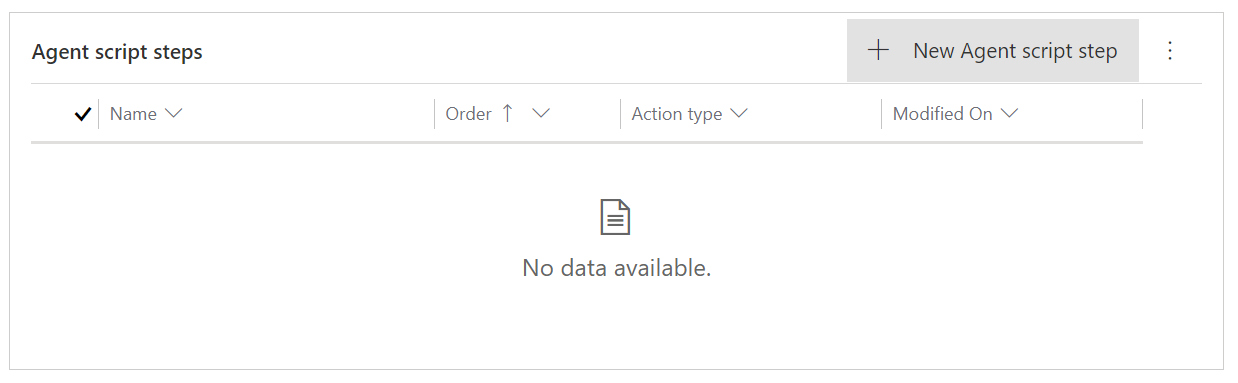 Agent script steps
New Agent script step
Name
Order
Action type
Modified On
No data available.